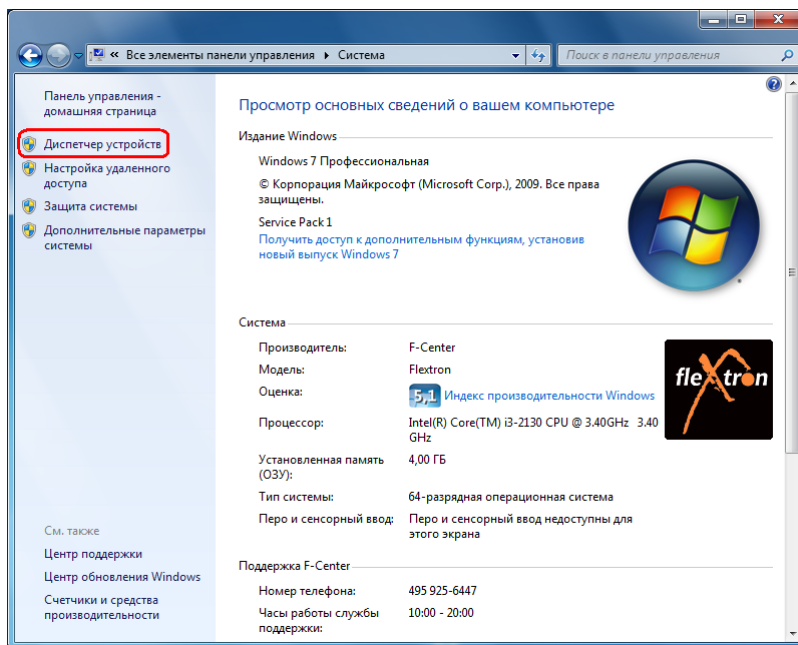 « Все элементы панели управления ▸ Система
Поиск в панели управления
Панель управления -
домашняя страница
Диспетчер устройств
Настройка удаленного
доступа
Защита системы
Дополнительные параметры
системы
См. также
Центр поддержки
Центр обновления Windows
Счетчики и средства
производительности
Просмотр основных сведений о вашем компьютере
Издание Windows
Windows 7 Профессиональная
© Корпорация Майкрософт (Microsoft Corp.), 2009. Все права
защищены.
Service Pack 1
Получить доступ к дополнительным функциям, установив
новый выпуск Windows 7
Система
Производитель: F-Center
Модель: Flextron
Оценка: 5,1 Индекс производительности Windows
Процессор: Intel(R) Core(TM) i3-2130 CPU @ 3.40GHz 3.40
GHz
Установленная память 4,00 ГБ
(ОЗУ):
Тип системы: 64-разрядная операционная система
Перо и сенсорный ввод: Перо и сенсорный ввод недоступны для
этого экрана
flextron
Поддержка F-Center
Номер телефона: 495 925-6447
Часы работы службы 10:00 - 20:00
поддержки: